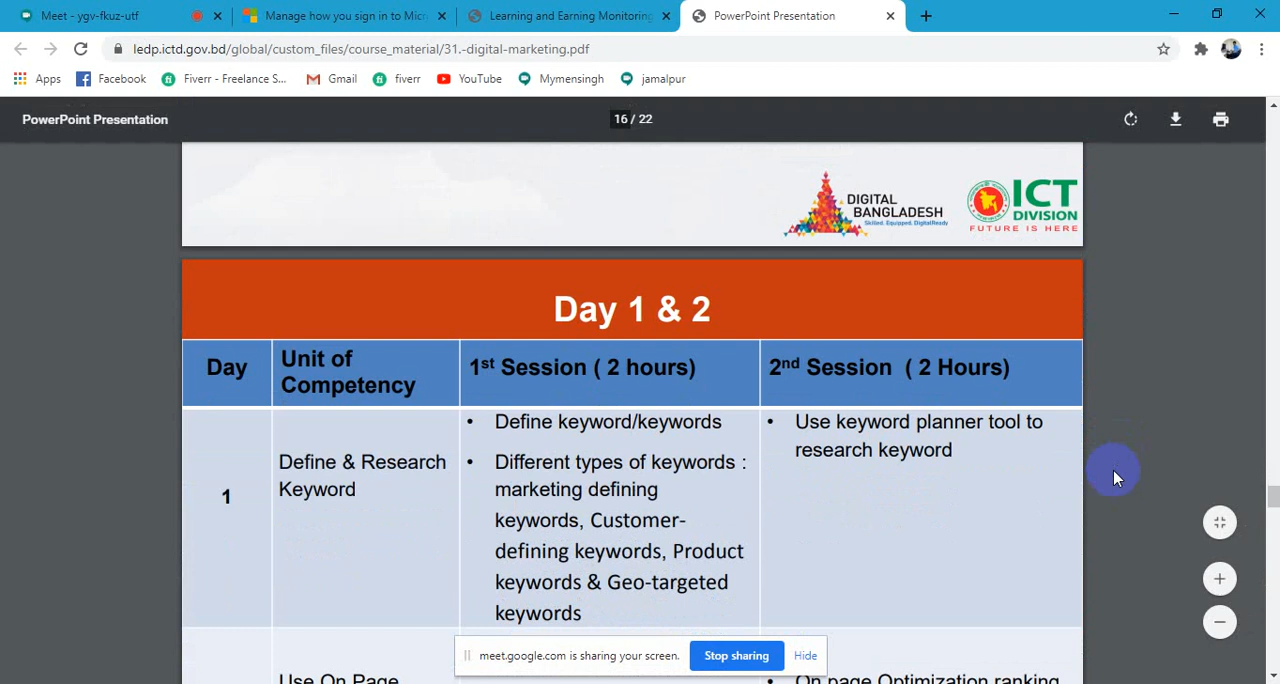 Meet - ygv-fkuz-utf
Manage how you sign in to Micr
Learning and Earning Monitoring
PowerPoint Presentation
ledp.ictd.gov.bd/global/custom_files/course_material/31.-digital-marketing.pdf
Apps
Facebook
Fiverr - Freelance S...
Gmail
fiverr
YouTube
Mymensingh
jamalpur
PowerPoint Presentation
16 / 22
DIGITAL
BANGLADESH
Skilled. Equipped. DigitalReady
ICT
DIVISION
FUTURE IS HERE
Day 1 & 2
Day
Unit of
Competency
1st Session ( 2 hours)
2nd Session ( 2 Hours)
1
Define & Research
Keyword
• Define keyword/keywords
• Different types of keywords :
marketing defining
keywords, Customer-
defining keywords, Product
keywords & Geo-targeted
keywords
• Use keyword planner tool to
research keyword
meet.google.com is sharing your screen.
Stop sharing
Hide
Use On Page
• On page Optimization ranking